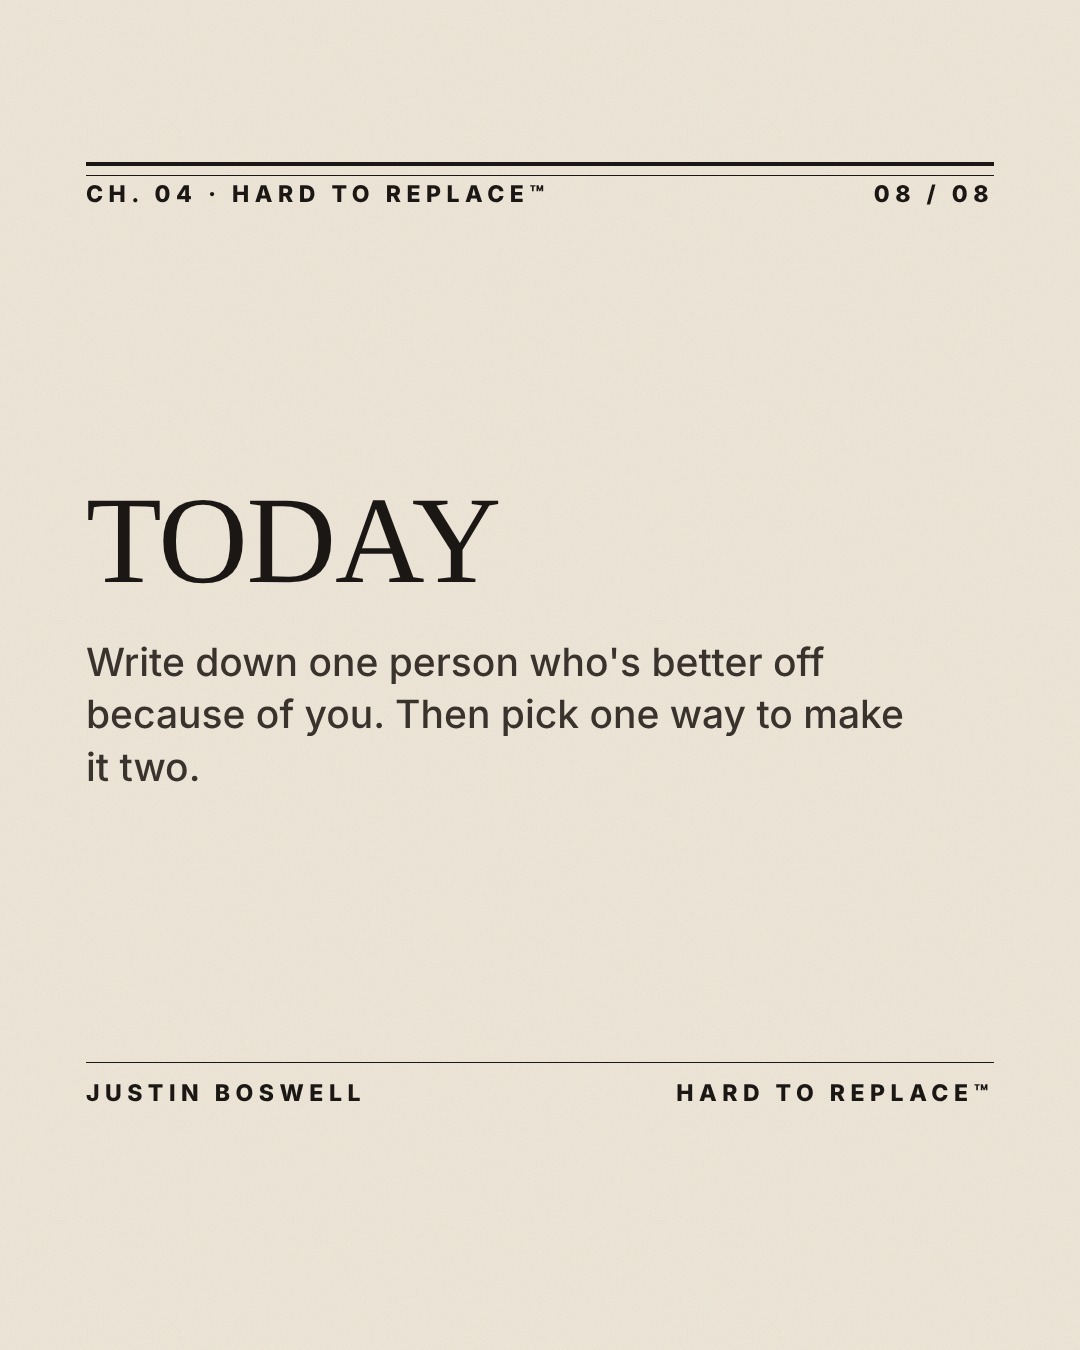 CH. 04 · HARD TO REPLACE™ 08 / 08
TODAY
Write down one person who's better off
because of you. Then pick one way to make
it two.
JUSTIN BOSWELL HARD TO REPLACE™